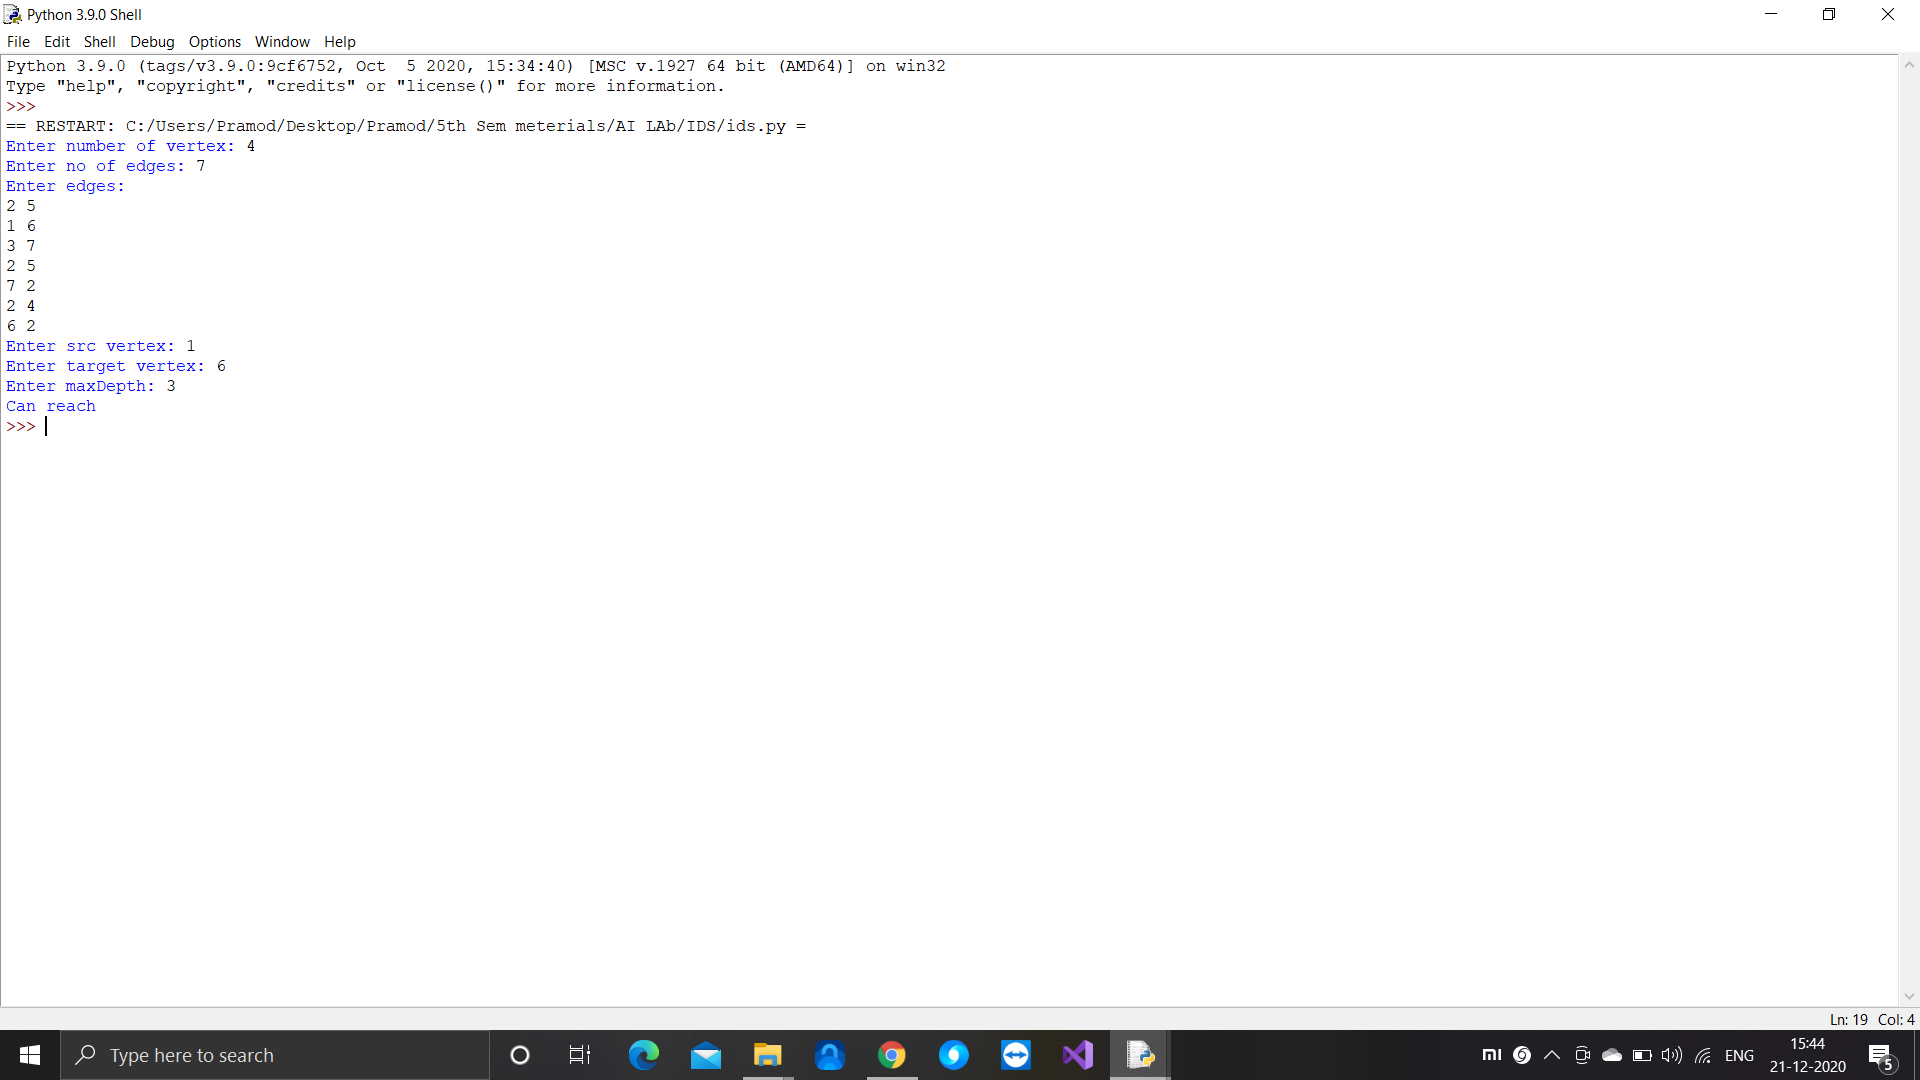 Python 3.9.0 Shell
File Edit Shell Debug Options Window Help
Python 3.9.0 (tags/v3.9.0:9cf6752, Oct  5 2020, 15:34:40) [MSC v.1927 64 bit (AMD64)] on win32
Type "help", "copyright", "credits" or "license()" for more information.
>>>
== RESTART: C:/Users/Pramod/Desktop/Pramod/5th Sem meterials/AI LAb/IDS/ids.py =
Enter number of vertex: 4
Enter no of edges: 7
Enter edges:
2 5
1 6
3 7
2 5
7 2
2 4
6 2
Enter src vertex: 1
Enter target vertex: 6
Enter maxDepth: 3
Can reach
>>>
Ln: 19 Col: 4
Type here to search
mi
ENG
15:44
21-12-2020
5